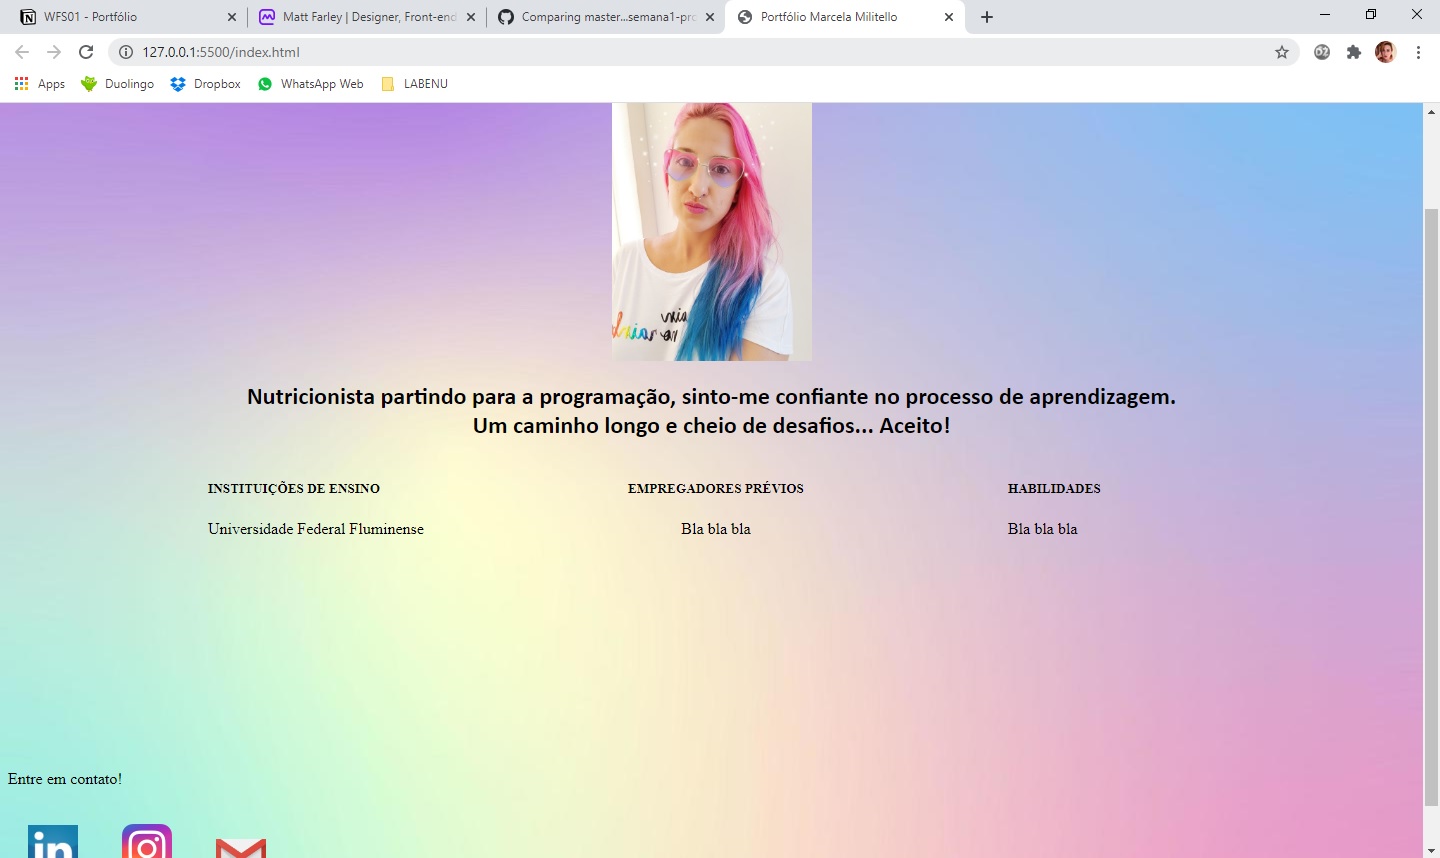 WFS01 - Portfólio
Matt Farley | Designer, Front-end
Comparing master...semana1-pro
Portfólio Marcela Militello
127.0.0.1:5500/index.html
Apps
Duolingo
Dropbox
WhatsApp Web
LABENU
Nutricionista partindo para a programação, sinto-me confiante no processo de aprendizagem.
Um caminho longo e cheio de desafios... Aceito!
INSTITUIÇÕES DE ENSINO
EMPREGADORES PRÉVIOS
HABILIDADES
Universidade Federal Fluminense
Bla bla bla
Bla bla bla
Entre em contato!
in